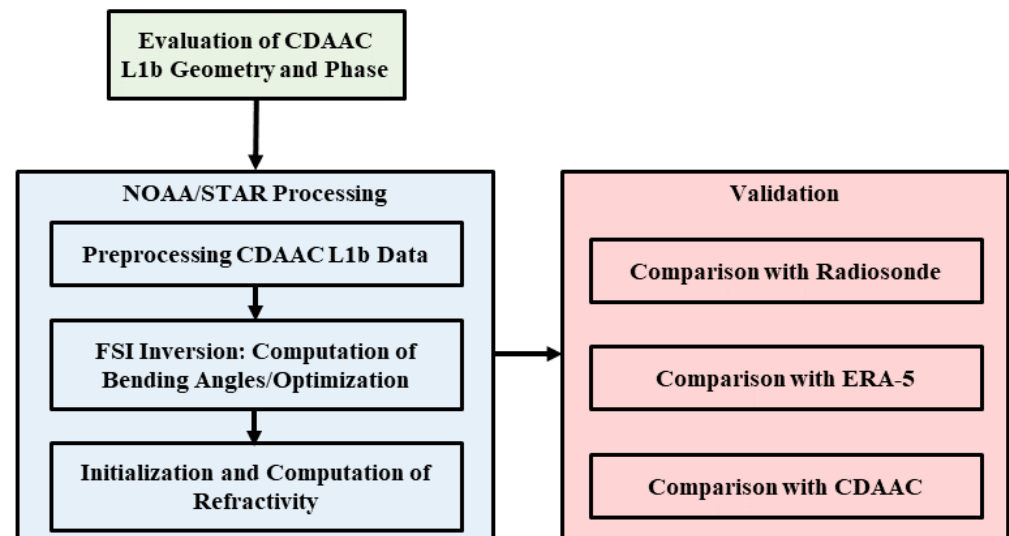 Evaluation of CDAAC
L1b Geometry and Phase
NOAA/STAR Processing
Preprocessing CDAAC L1b Data
FSI Inversion: Computation of
Bending Angles/Optimization
Initialization and Computation of
Refractivity
Validation
Comparison with Radiosonde
Comparison with ERA-5
Comparison with CDAAC